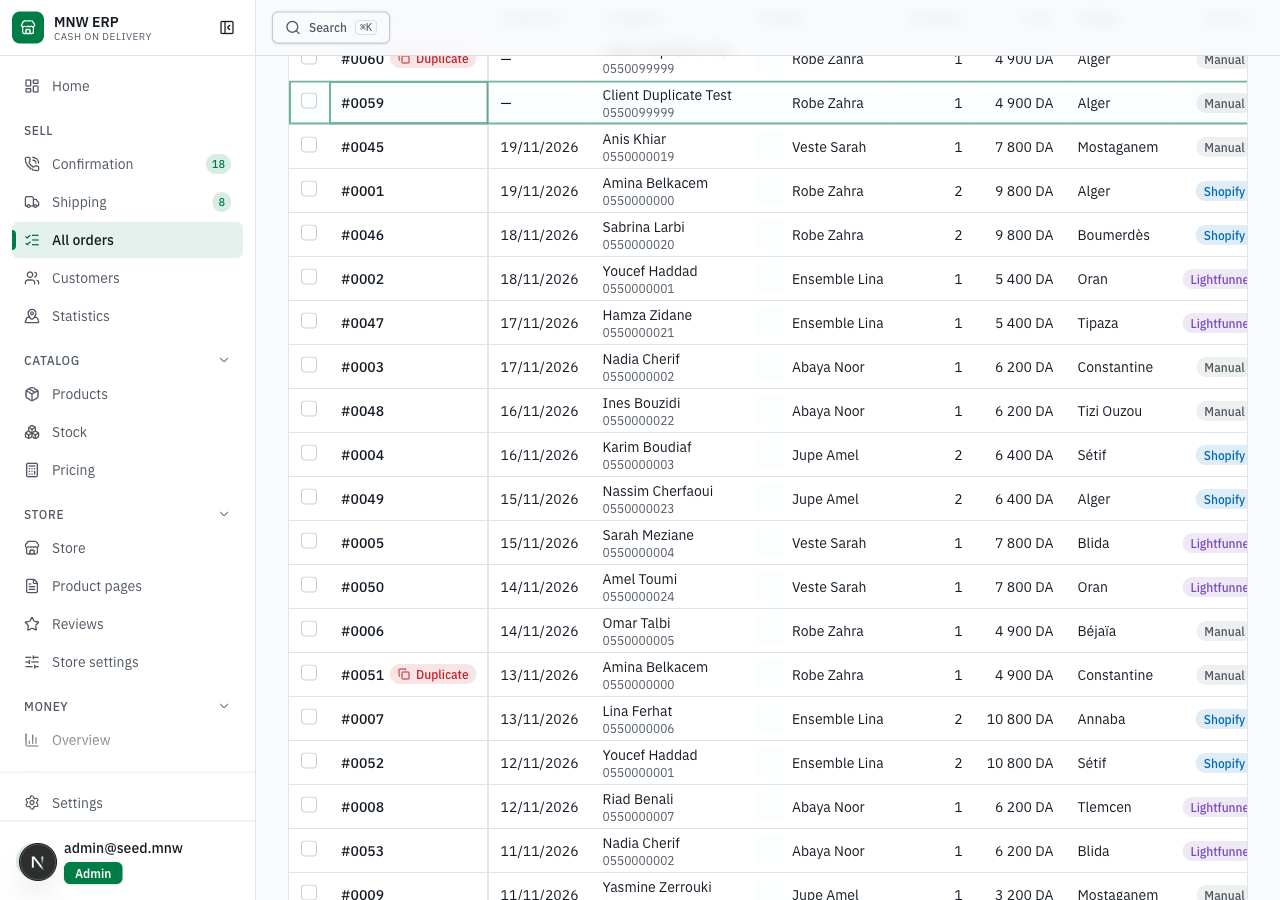 MNW ERP
CASH ON DELIVERY
Search ⌘K
Home
SELL
Confirmation 18
Shipping 8
All orders
Customers
Statistics
CATALOG
Products
Stock
Pricing
STORE
Store
Product pages
Reviews
Store settings
MONEY
Overview
Settings
N
admin@seed.mnw
Admin
#0060 Duplicate — 0550099999 Robe Zahra 1 4 900 DA Alger Manual
#0059 — Client Duplicate Test 0550099999 Robe Zahra 1 4 900 DA Alger Manual
#0045 19/11/2026 Anis Khiar 0550000019 Veste Sarah 1 7 800 DA Mostaganem Manual
#0001 19/11/2026 Amina Belkacem 0550000000 Robe Zahra 2 9 800 DA Alger Shopify
#0046 18/11/2026 Sabrina Larbi 0550000020 Robe Zahra 2 9 800 DA Boumerdès Shopify
#0002 18/11/2026 Youcef Haddad 0550000001 Ensemble Lina 1 5 400 DA Oran Lightfunne
#0047 17/11/2026 Hamza Zidane 0550000021 Ensemble Lina 1 5 400 DA Tipaza Lightfunne
#0003 17/11/2026 Nadia Cherif 0550000002 Abaya Noor 1 6 200 DA Constantine Manual
#0048 16/11/2026 Ines Bouzidi 0550000022 Abaya Noor 1 6 200 DA Tizi Ouzou Manual
#0004 16/11/2026 Karim Boudiaf 0550000003 Jupe Amel 2 6 400 DA Sétif Shopify
#0049 15/11/2026 Nassim Cherfaoui 0550000023 Jupe Amel 2 6 400 DA Alger Shopify
#0005 15/11/2026 Sarah Meziane 0550000004 Veste Sarah 1 7 800 DA Blida Lightfunne
#0050 14/11/2026 Amel Toumi 0550000024 Veste Sarah 1 7 800 DA Oran Lightfunne
#0006 14/11/2026 Omar Talbi 0550000005 Robe Zahra 1 4 900 DA Béjaïa Manual
#0051 Duplicate 13/11/2026 Amina Belkacem 0550000000 Robe Zahra 1 4 900 DA Constantine Manual
#0007 13/11/2026 Lina Ferhat 0550000006 Ensemble Lina 2 10 800 DA Annaba Shopify
#0052 12/11/2026 Youcef Haddad 0550000001 Ensemble Lina 2 10 800 DA Sétif Shopify
#0008 12/11/2026 Riad Benali 0550000007 Abaya Noor 1 6 200 DA Tlemcen Lightfunne
#0053 11/11/2026 Nadia Cherif 0550000002 Abaya Noor 1 6 200 DA Blida Lightfunne
#0009 11/11/2026 Yasmine Zerrouki Jupe Amel 1 3 200 DA Mostaganem Manual